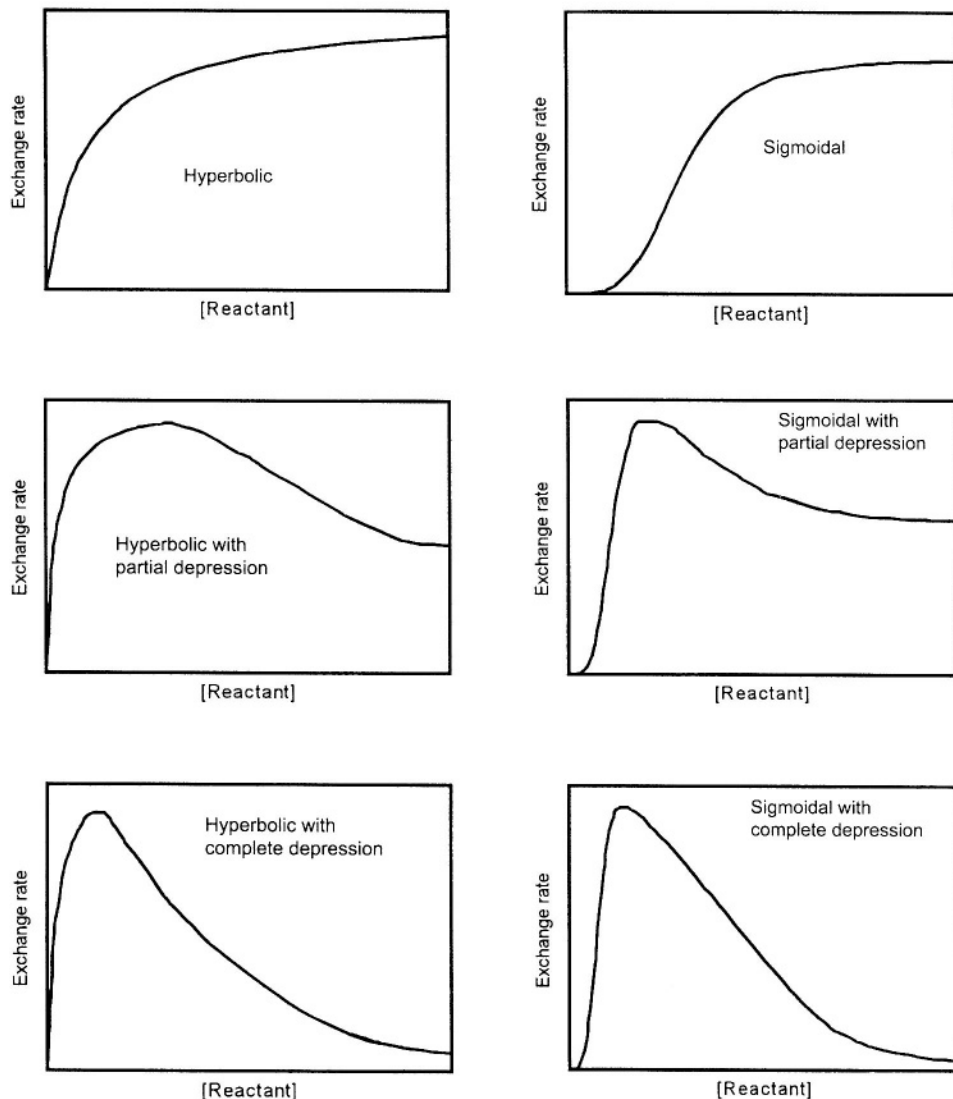 Exchange rate
Hyperbolic
[Reactant]
Exchange rate
Sigmoidal
[Reactant]
Exchange rate
Hyperbolic with
partial depression
[Reactant]
Exchange rate
Sigmoidal with
partial depression
[Reactant]
Exchange rate
Hyperbolic with
complete depression
[Reactant]
Exchange rate
Sigmoidal with
complete depression
[Reactant]